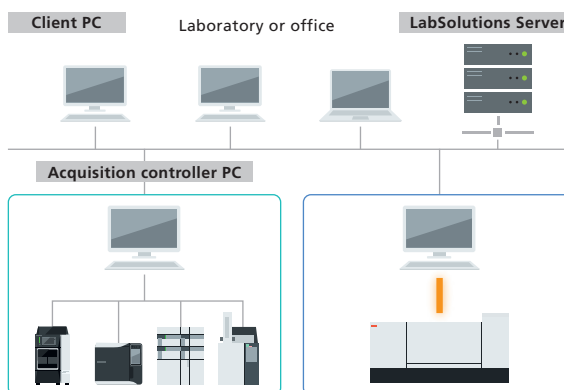 Client PC
Laboratory or office
LabSolutions Server
Acquisition controller PC